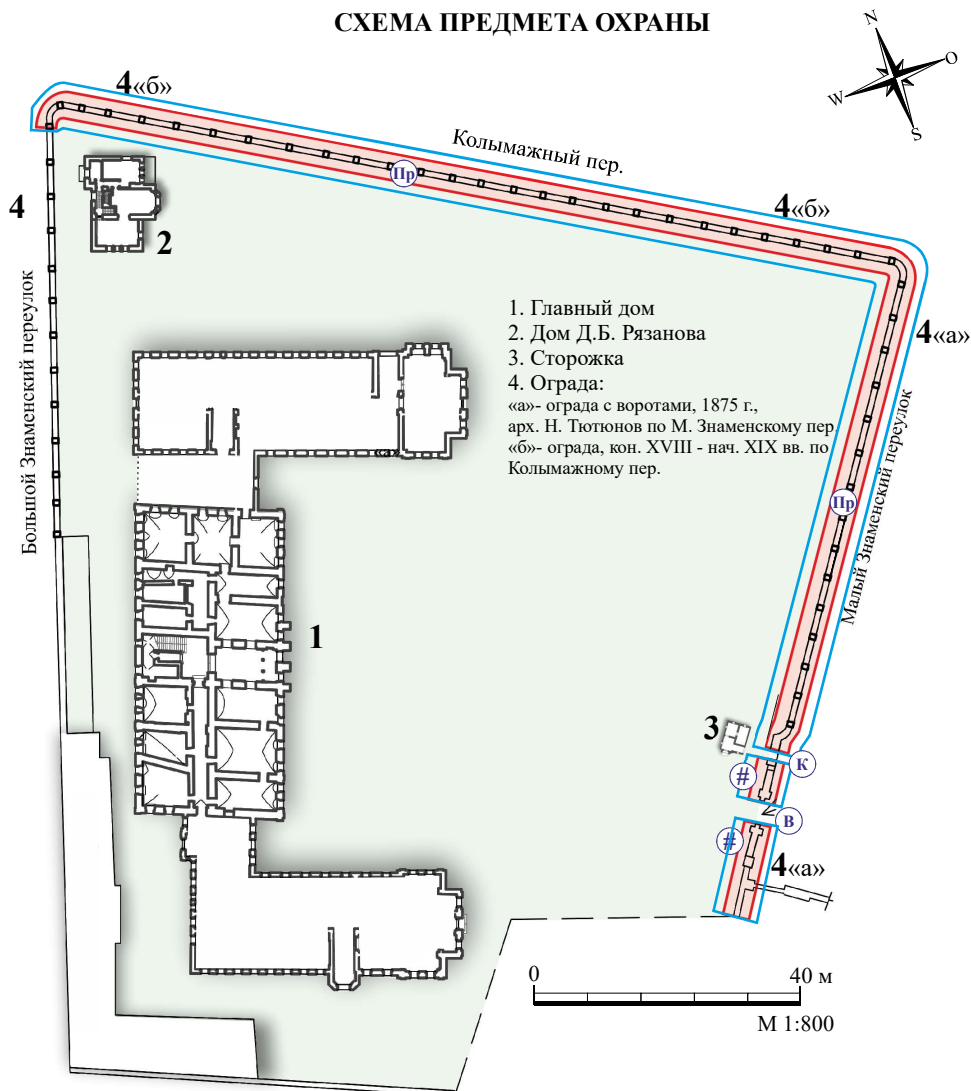 СХЕМА ПРЕДМЕТА ОХРАНЫ
N
O
W
S
4«б»
Колымажный пер.
Пр
4«б»
4
2
Большой Знаменский переулок
1. Главный дом
2. Дом Д.Б. Рязанова
3. Сторожка
4. Ограда:
«а»- ограда с воротами, 1875 г.,
арх. Н. Тютюнов по М. Знаменскому пер.
«б»- ограда, кон. XVIII - нач. XIX вв. по
Колымажному пер.
4«а»
«а»
Пр
Малый Знаменский переулок
1
3
К
#
В
#
4«а»
0 40 м
М 1:800